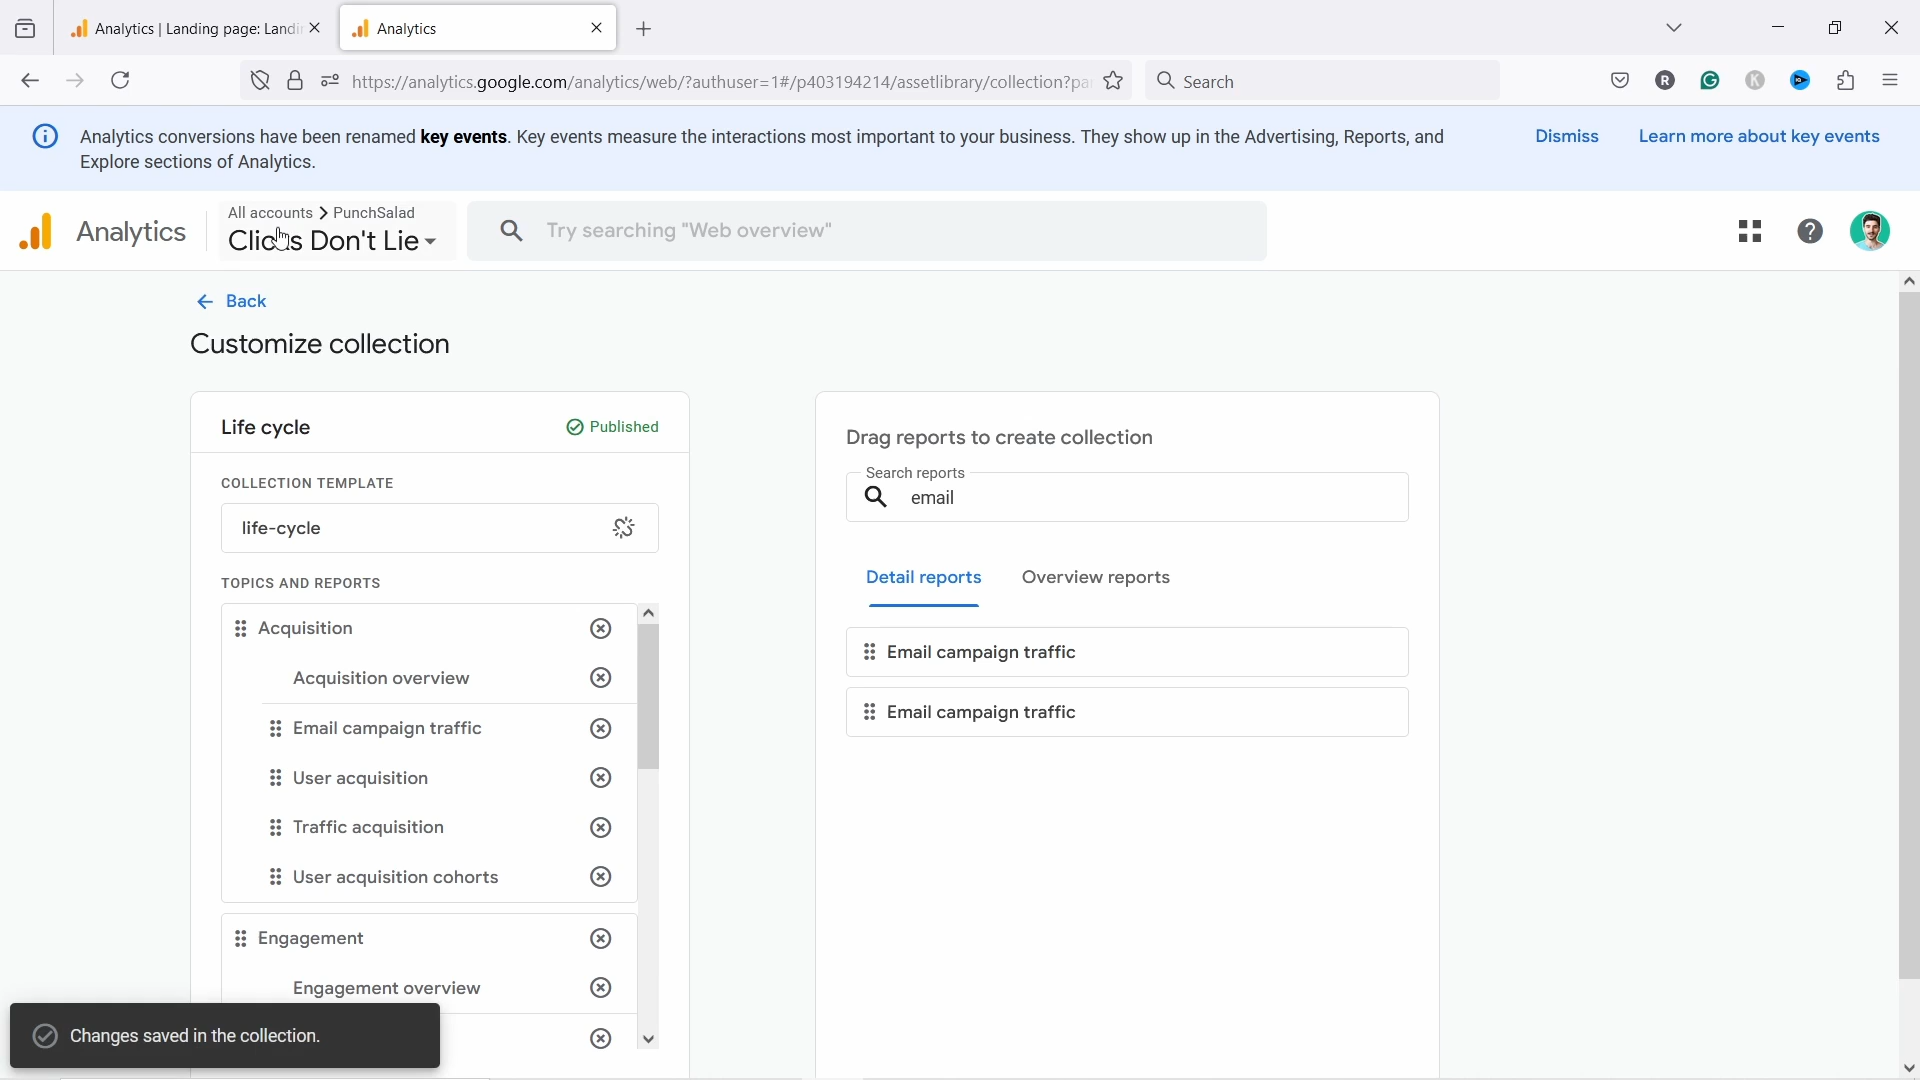 Analytics | Landing page: Landi
Analytics
https://analytics.google.com/analytics/web/?authuser=1#/p403194214/assetlibrary/collection?pa
Search
R
G
K
Analytics conversions have been renamed key events. Key events measure the interactions most important to your business. They show up in the Advertising, Reports, and
Explore sections of Analytics.
Dismiss
Learn more about key events
Analytics
All accounts > PunchSalad
Clicks Don't Lie
Try searching "Web overview"
Back
Customize collection
Life cycle
Published
COLLECTION TEMPLATE
life-cycle
TOPICS AND REPORTS
Acquisition
Acquisition overview
Email campaign traffic
User acquisition
Traffic acquisition
User acquisition cohorts
Engagement
Engagement overview
Drag reports to create collection
Search reports
email
Detail reports
Overview reports
Email campaign traffic
Email campaign traffic
Changes saved in the collection.